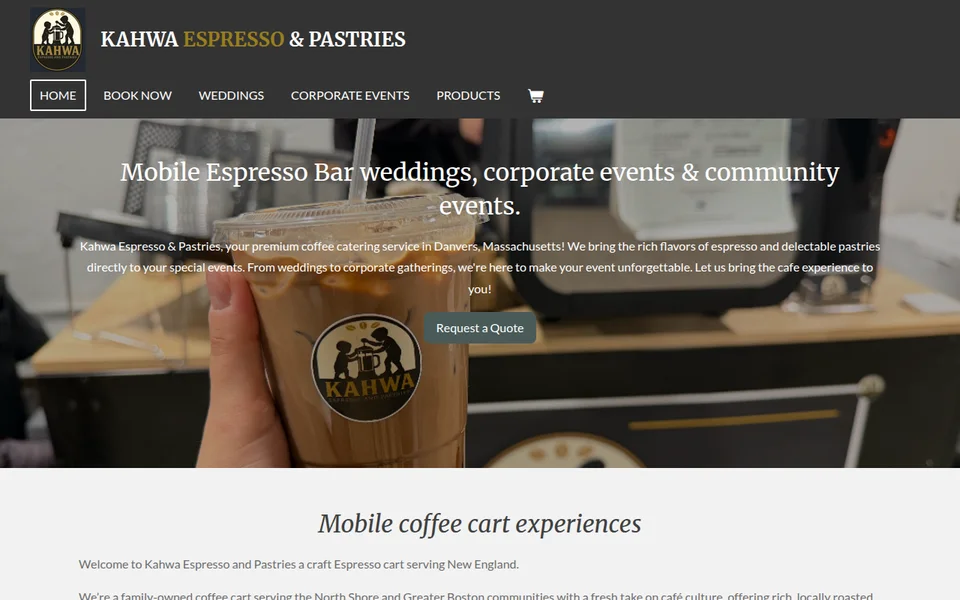 KAHWA
KAHWA ESPRESSO & PASTRIES
HOME
BOOK NOW
WEDDINGS
CORPORATE EVENTS
PRODUCTS
Mobile Espresso Bar weddings, corporate events & community
events.
Kahwa Espresso & Pastries, your premium coffee catering service in Danvers, Massachusetts! We bring the rich flavors of espresso and delectable pastries
directly to your special events. From weddings to corporate gatherings, we're here to make your event unforgettable. Let us bring the cafe experience to
you!
Request a Quote
KAHWA
Mobile coffee cart experiences
Welcome to Kahwa Espresso and Pastries a craft Espresso cart serving New England.
We're a family-owned coffee cart serving the North Shore and Greater Boston communities with a fresh take on café culture, offering rich, locally roasted